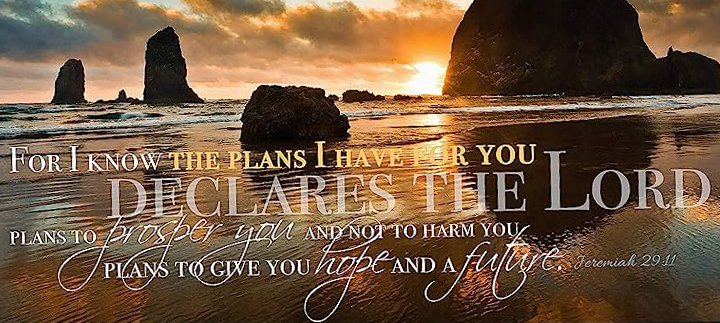 FOR I KNOW THE PLANS I HAVE FOR YOU
DECLARES THE LORD
PLANS TO prosper you AND NOT TO HARM YOU
PLANS TO GIVE YOU hope AND A future. Jeremiah 29:11